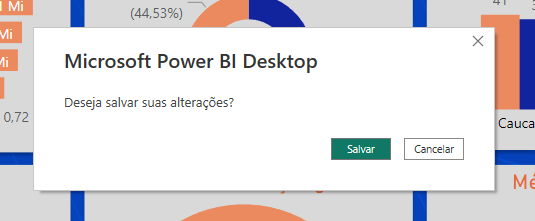 Mi
(44,53%)
41
Mi
Microsoft Power BI Desktop
Mi
Deseja salvar suas alterações?
0,72
Cauca
Salvar
Cancelar
Mé